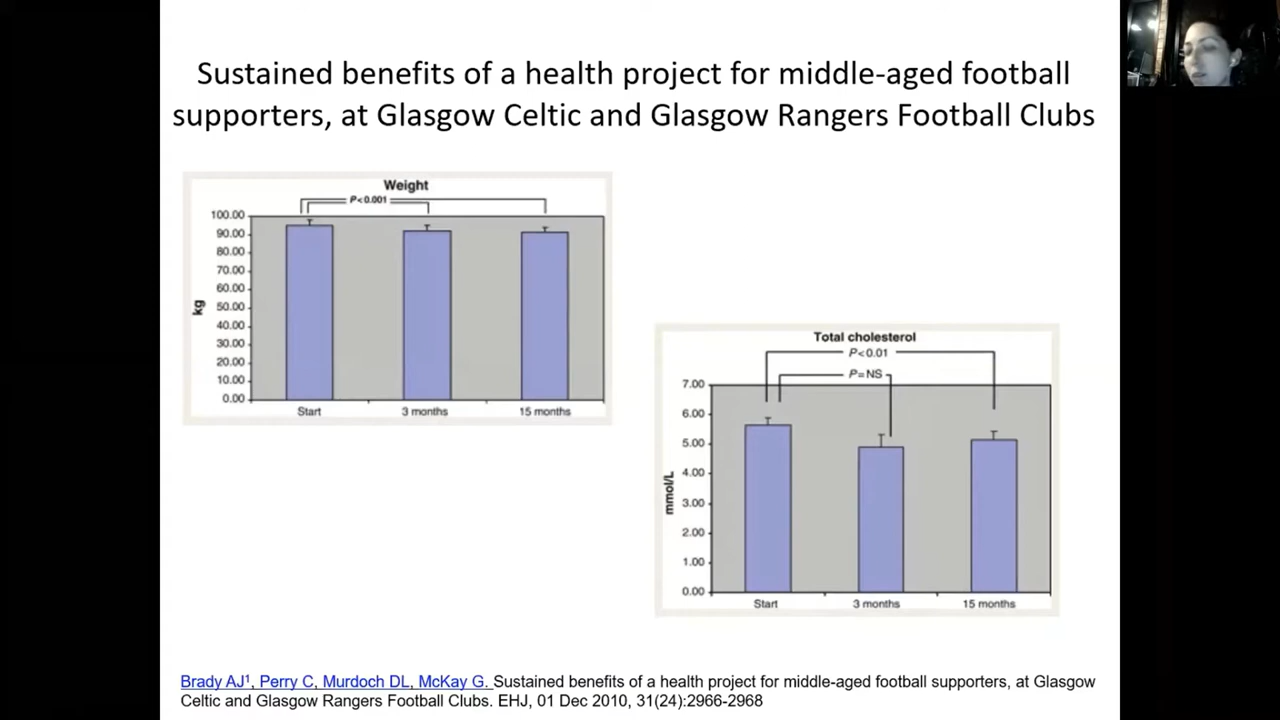 Sustained benefits of a health project for middle-aged football
supporters, at Glasgow Celtic and Glasgow Rangers Football Clubs
Weight
P<0.001
100.00
90.00
80.00
70.00
60.00
50.00
40.00
30.00
20.00
10.00
0.00
kg
Start 3 months 15 months
Total cholesterol
P<0.01
P=NS
7.00
6.00
5.00
4.00
3.00
2.00
1.00
0.00
mmol/L
Start 3 months 15 months
Brady AJ¹, Perry C, Murdoch DL, McKay G. Sustained benefits of a health project for middle-aged football supporters, at Glasgow
Celtic and Glasgow Rangers Football Clubs. EHJ, 01 Dec 2010, 31(24):2966-2968